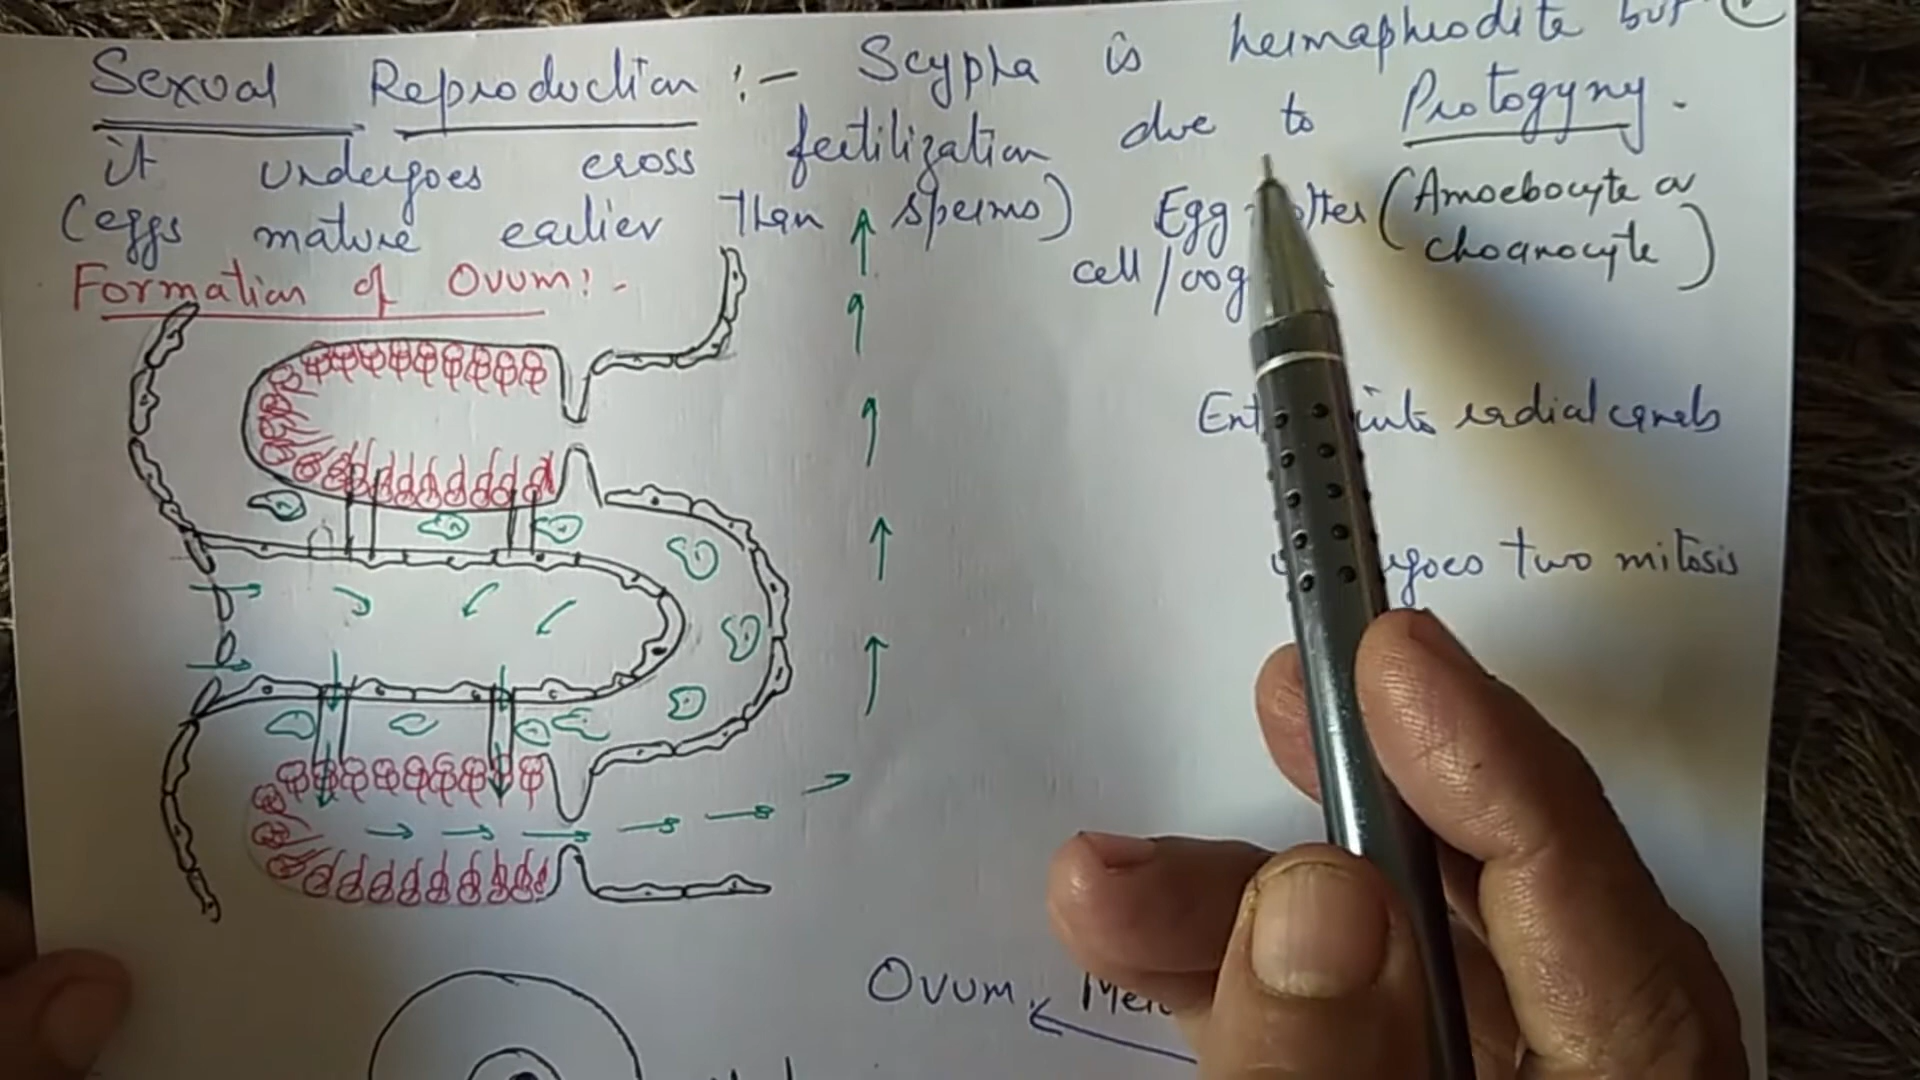 Sexual Reproduction :- Scypha is hermaphrodite but
it undergoes cross fertilization due to Protogyny.
(eggs mature earlier than sperms)
Egg (Amoebocyte or
choanocyte)
cell/
Formation of Ovum:-
into radial canals
two mitosis
Ovum